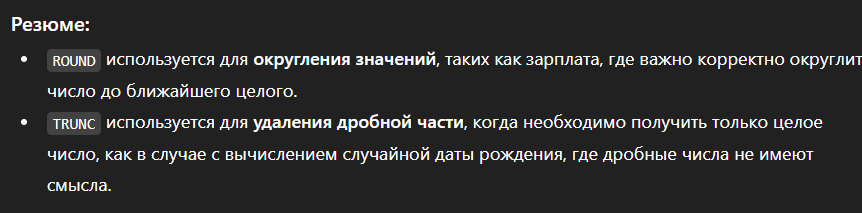 Резюме:
• ROUND используется для округления значений, таких как зарплата, где важно корректно округлит
число до ближайшего целого.
• TRUNC используется для удаления дробной части, когда необходимо получить только целое
число, как в случае с вычислением случайной даты рождения, где дробные числа не имеют
смысла.